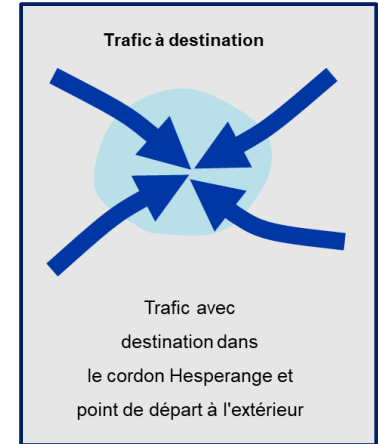 Trafic à destination
Trafic avec
destination dans
le cordon Hesperange et
point de départ à l'extérieur